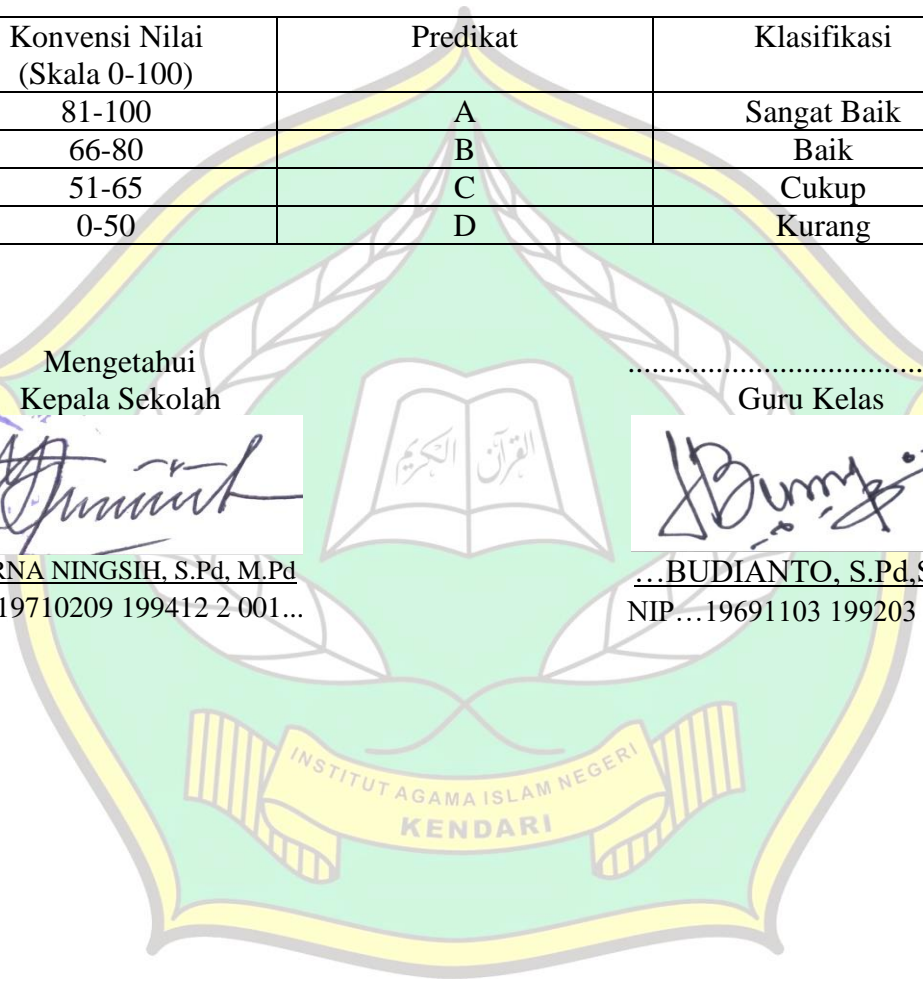 Konvensi Nilai Predikat Klasifikasi
(Skala 0-100)
81-100 A Sangat Baik
66-80 B Baik
51-65 C Cukup
0-50 D Kurang
Mengetahui ....................................
Kepala Sekolah Guru Kelas
القرآن الكريم
RNA NINGSIH, S.Pd, M.Pd …BUDIANTO, S.Pd,S
19710209 199412 2 001... NIP…19691103 199203
INSTITUT AGAMA ISLAM NEGERI
KENDARI